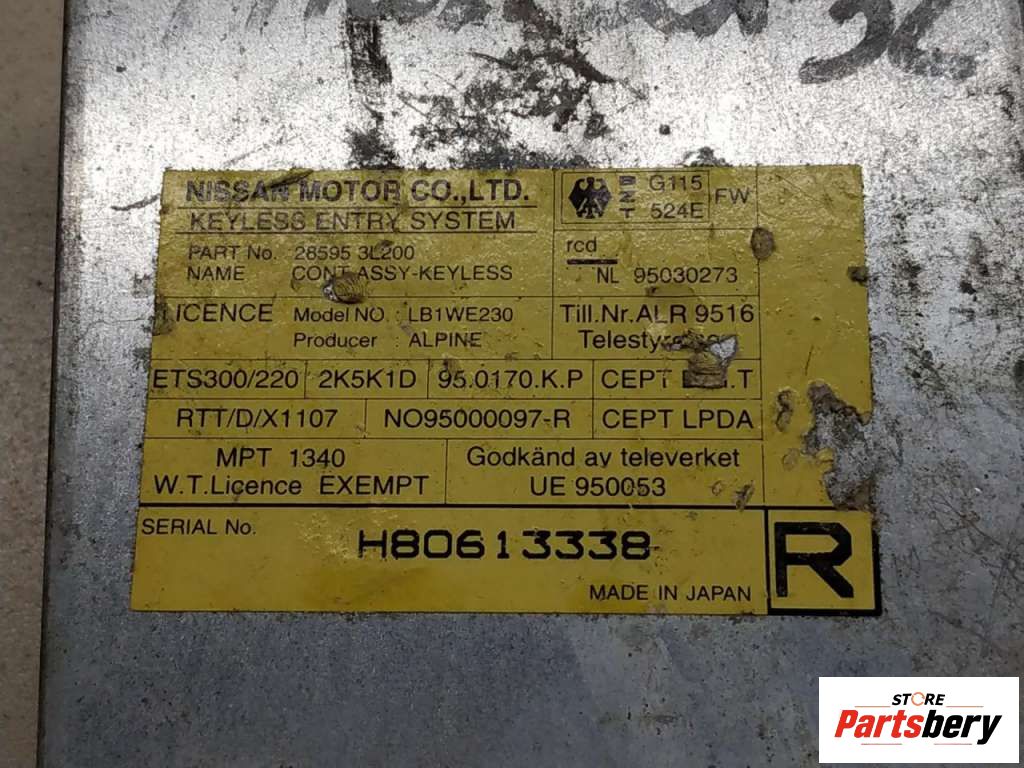 NISSAN MOTOR CO.,LTD.
KEYLESS ENTRY SYSTEM
BZT G115 524E FW
PART No. 28595 3L200
NAME CONT ASSY-KEYLESS
rcd
NL 95030273
LICENCE Model NO. : LB1WE230
Producer : ALPINE
Till.Nr.ALR 9516
ETS300/220 2K5K1D 95.0170.K.P CEPT
RTT/D/X1107 NO95000097-R CEPT LPDA
MPT 1340
W.T.Licence EXEMPT
Godkänd av televerket
UE 950053
SERIAL No.
H80613338
MADE IN JAPAN
R
STORE
Partsbery